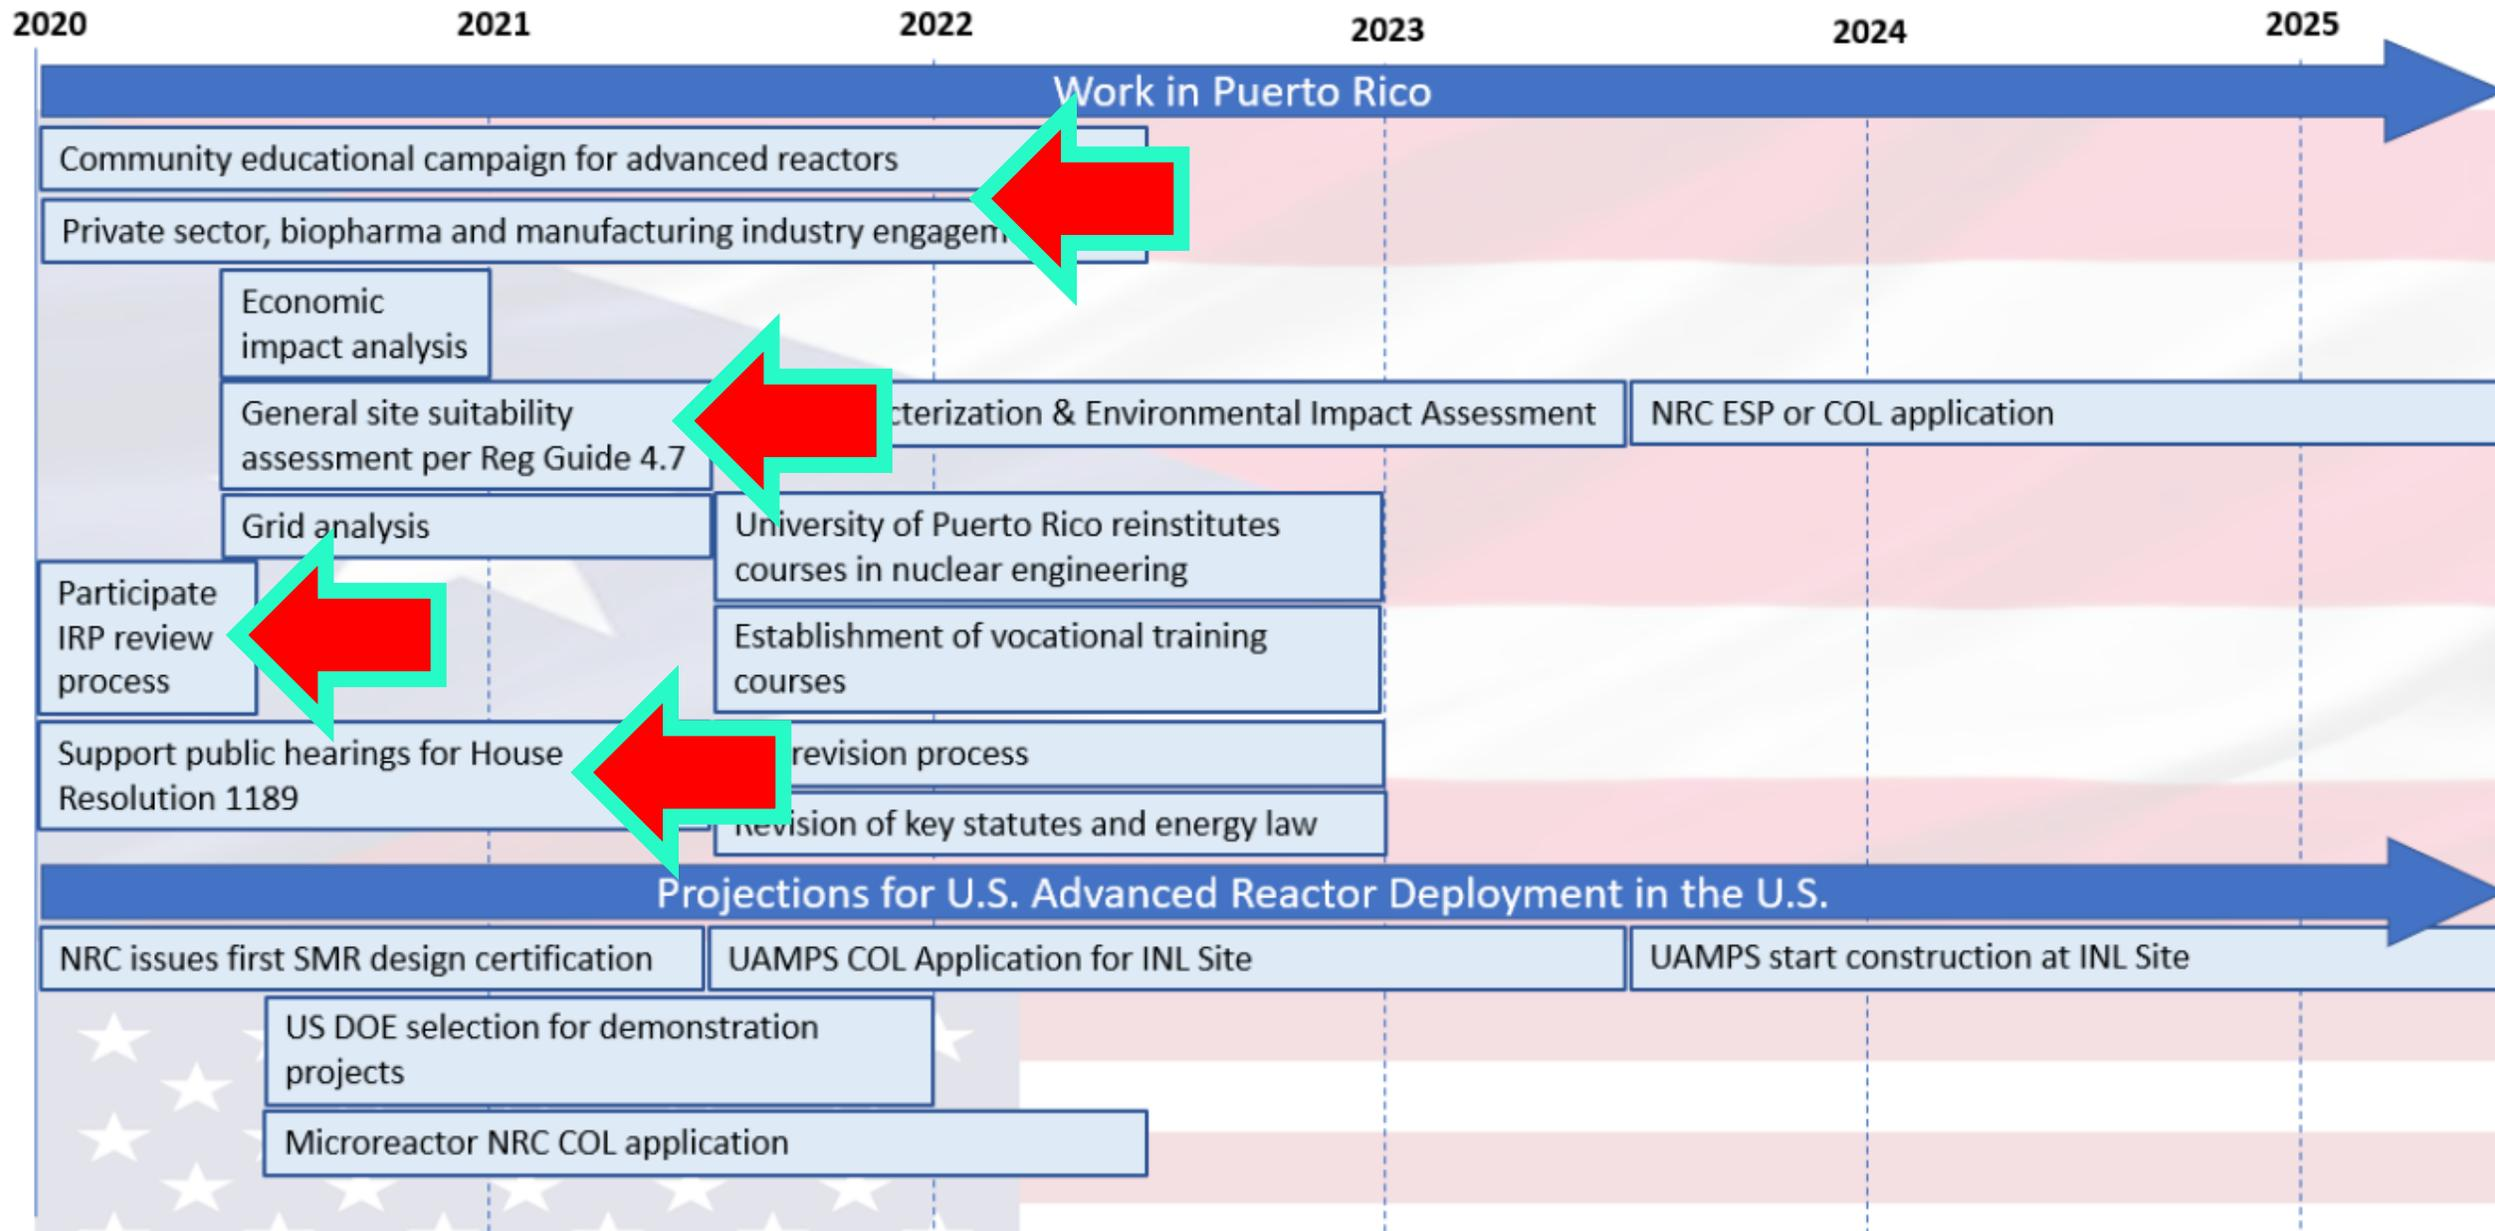 2020 2021 2022 2023 2024 2025
Work in Puerto Rico
Community educational campaign for advanced reactors
Private sector, biopharma and manufacturing industry
Economic
impact analysis
General site suitability
assessment per Reg Guide 4.7
& Environmental Impact Assessment
NRC ESP or COL application
Grid analysis
University of Puerto Rico reinstitutes
courses in nuclear engineering
Participate
IRP review
process
Establishment of vocational training
courses
Support public hearings for House
Resolution 1189
revision process
Revision of key statutes and energy law
Projections for U.S. Advanced Reactor Deployment in the U.S.
NRC issues first SMR design certification
UAMPS COL Application for INL Site
UAMPS start construction at INL Site
US DOE selection for demonstration
projects
Microreactor NRC COL application